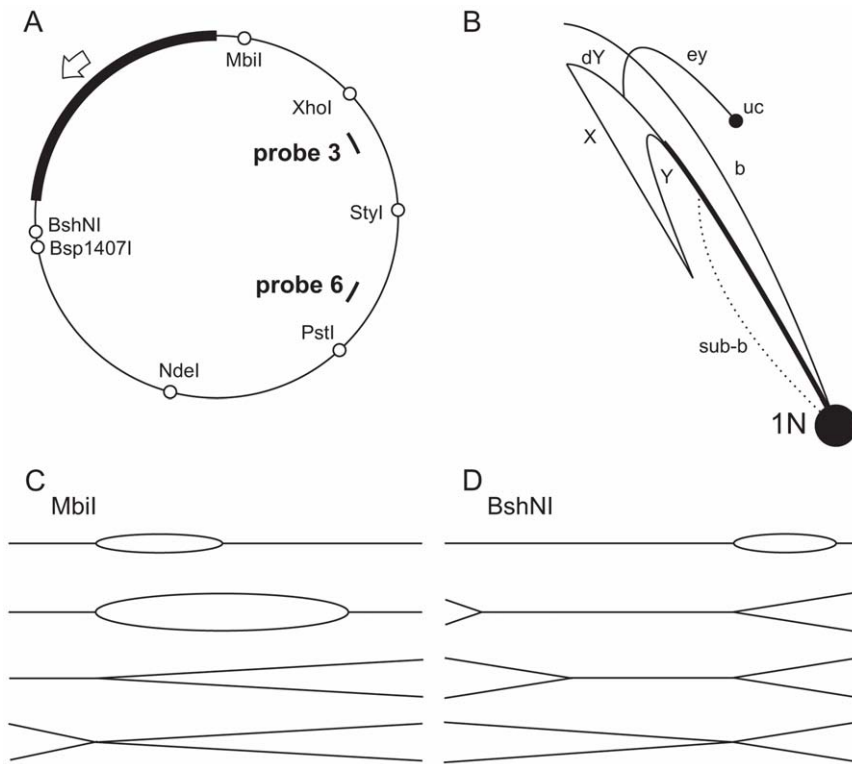 A
MbiI
XhoI
probe 3
StyI
BshNI
Bsp1407I
probe 6
PstI
NdeI
B
dY
ey
uc
X
Y
b
sub-b
1N
C
MbiI
D
BshNI